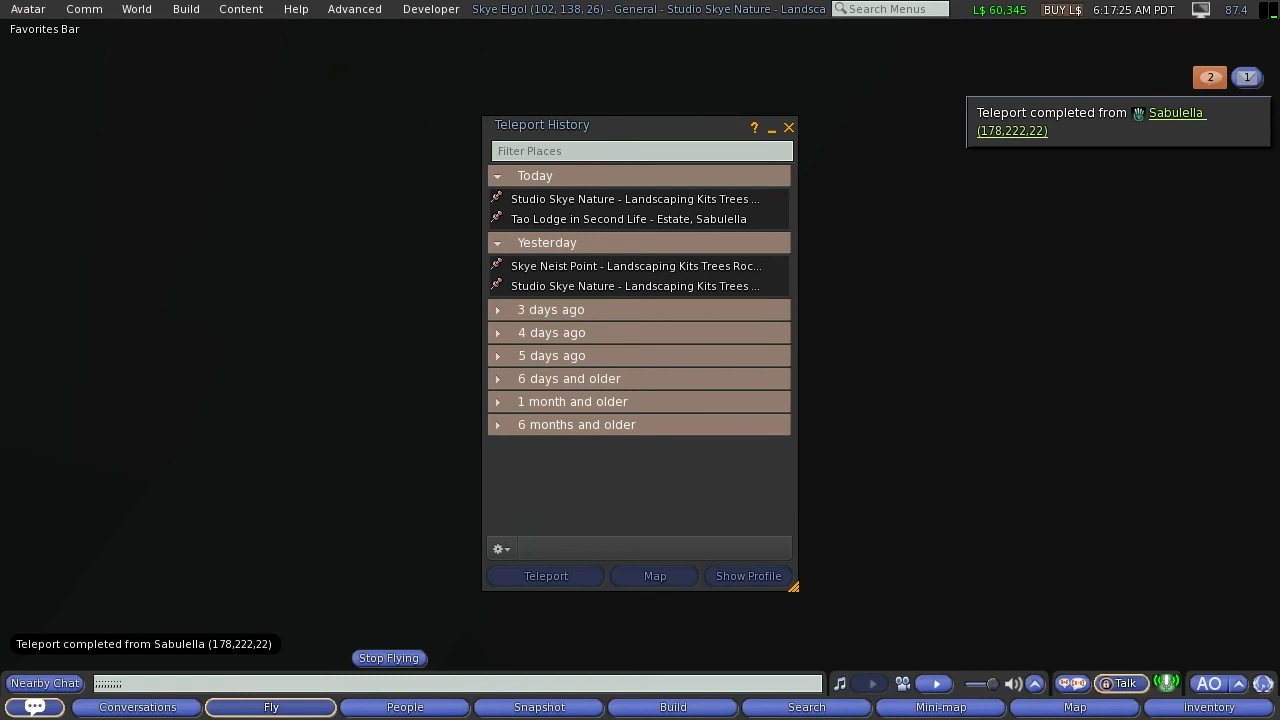 Avatar Comm World Build Content Help Advanced Developer Skye Elgol (102, 138, 26) - General - Studio Skye Nature - Landsca Search Menus L$ 60,345 BUY L$ 6:17:25 AM PDT 87.4
Favorites Bar
2 1
Teleport completed from Sabulella
(178,222,22)
Teleport History ?
Filter Places
Today
Studio Skye Nature - Landscaping Kits Trees ...
Tao Lodge in Second Life - Estate, Sabulella
Yesterday
Skye Neist Point - Landscaping Kits Trees Roc...
Studio Skye Nature - Landscaping Kits Trees ...
3 days ago
4 days ago
5 days ago
6 days and older
1 month and older
6 months and older
Teleport Map Show Profile
Teleport completed from Sabulella (178,222,22)
Stop Flying
Nearby Chat ;;;;;;;;; Talk AO
Conversations Fly People Snapshot Build Search Mini-map Map Inventory